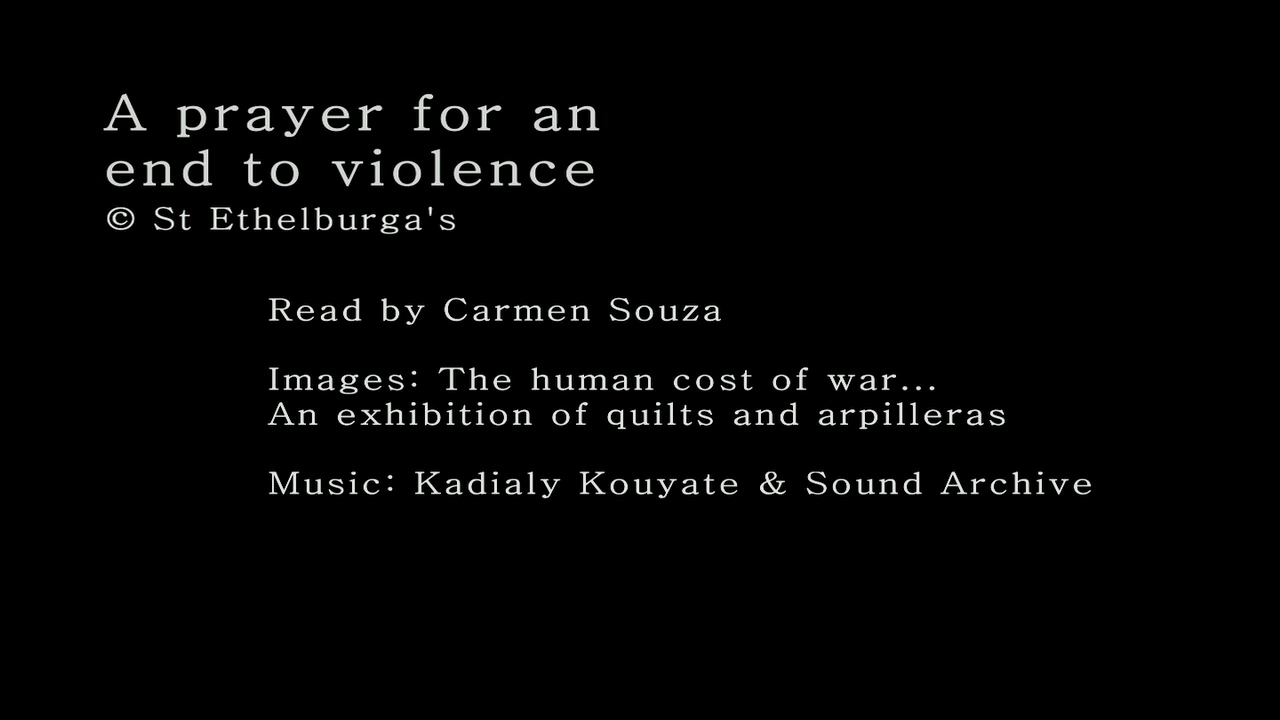 A prayer for an
end to violence
© St Ethelburga's
Read by Carmen Souza
Images: The human cost of war...
An exhibition of quilts and arpilleras
Music: Kadialy Kouyate & Sound Archive